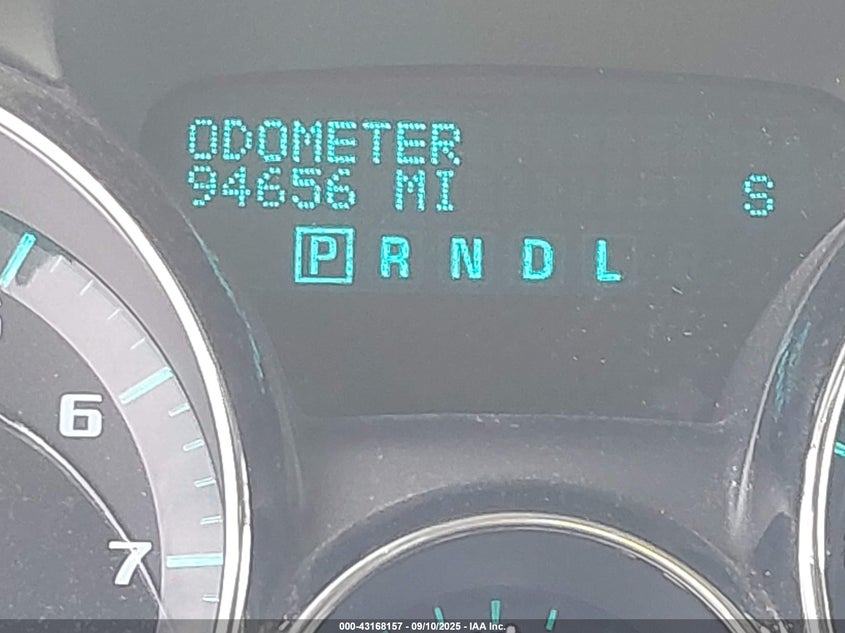 ODOMETER
94656 MI
S
P R N D L
6
7
000-43168157 - 09/10/2025 - IAA Inc.